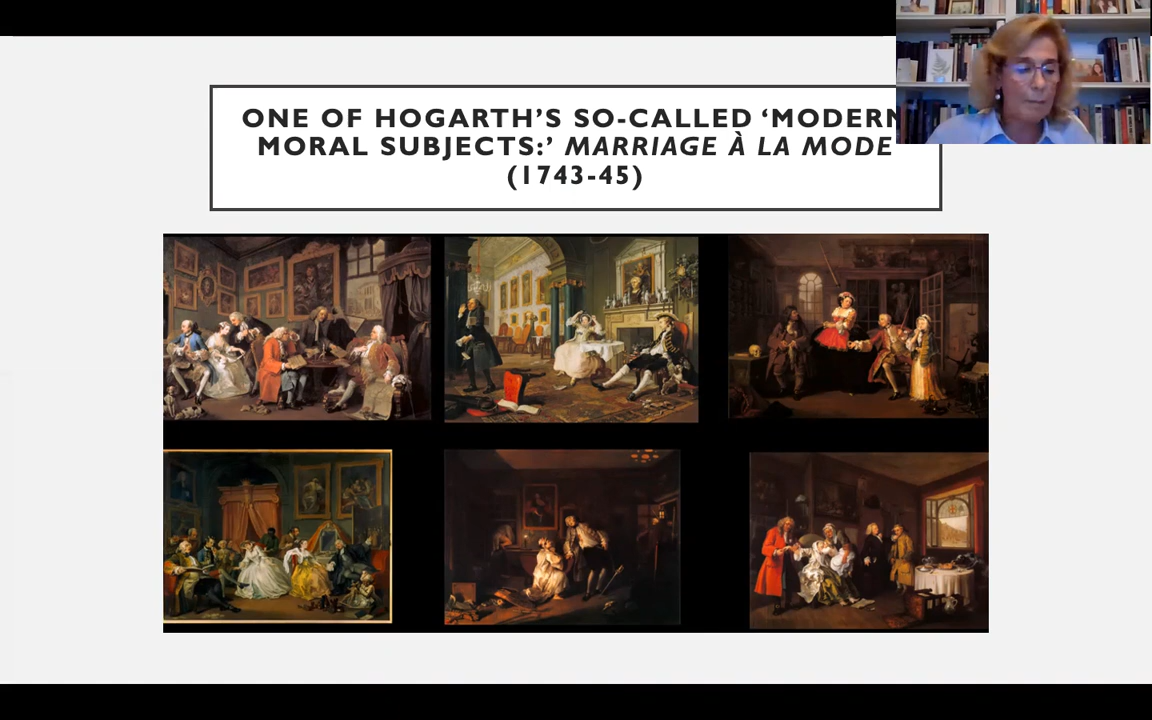 ONE OF HOGARTH’S SO-CALLED ‘MODERN
MORAL SUBJECTS:’ MARRIAGE À LA MODE
(1743-45)